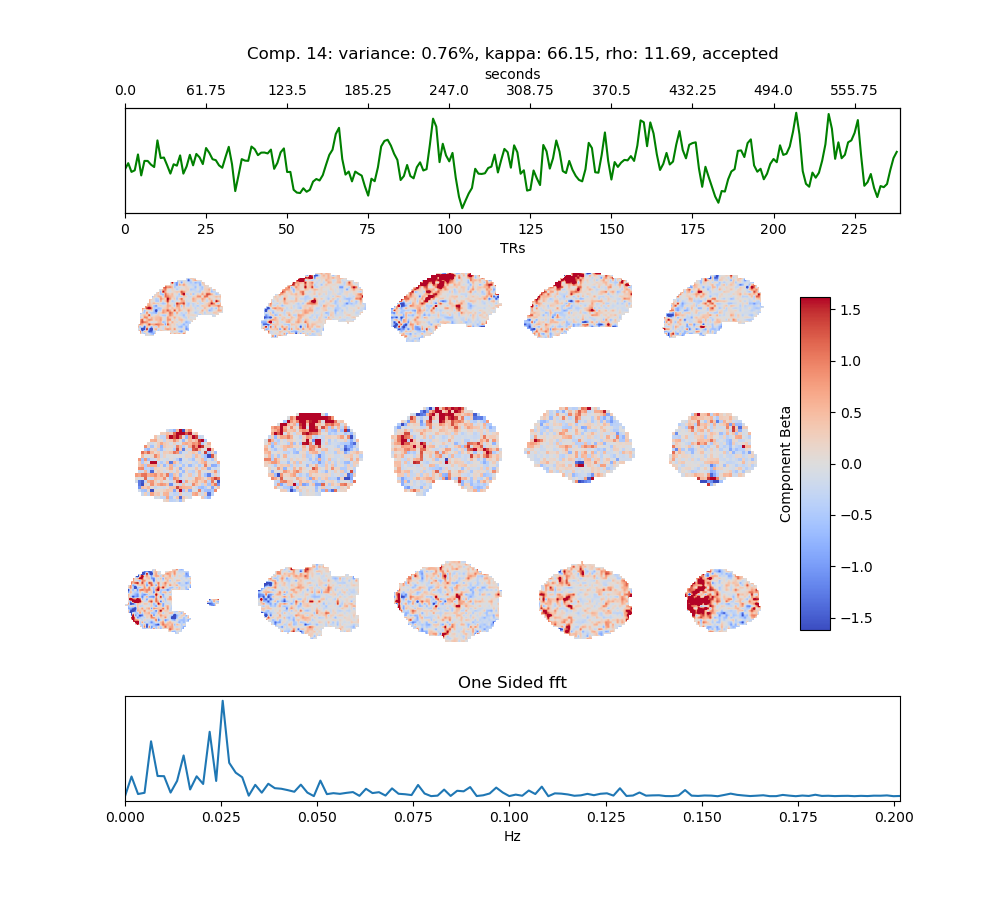 Comp. 14: variance: 0.76%, kappa: 66.15, rho: 11.69, accepted
seconds
0.0 61.75 123.5 185.25 247.0 308.75 370.5 432.25 494.0 555.75
0 25 50 75 100 125 150 175 200 225
TRs
1.5
1.0
0.5
0.0
−0.5
−1.0
−1.5
Component Beta
One Sided fft
0.000 0.025 0.050 0.075 0.100 0.125 0.150 0.175 0.200
Hz